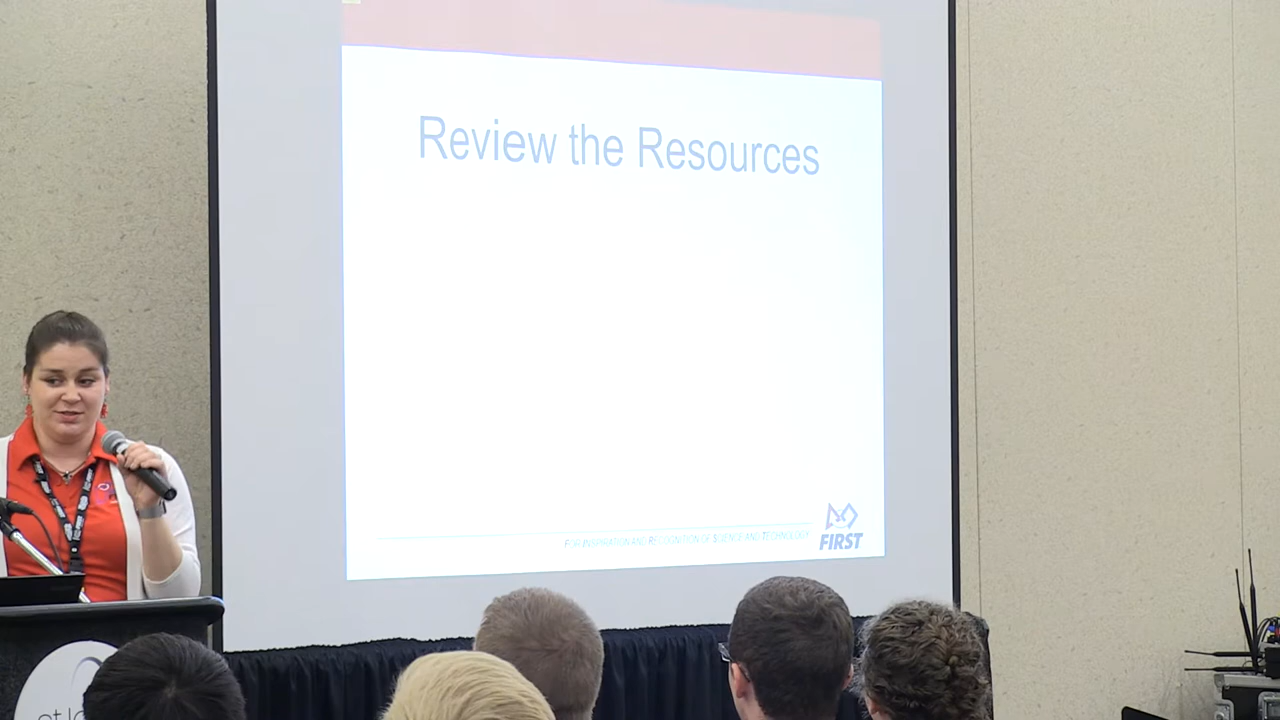 Review the Resources
FOR INSPIRATION AND RECOGNITION OF SCIENCE AND TECHNOLOGY
FIRST